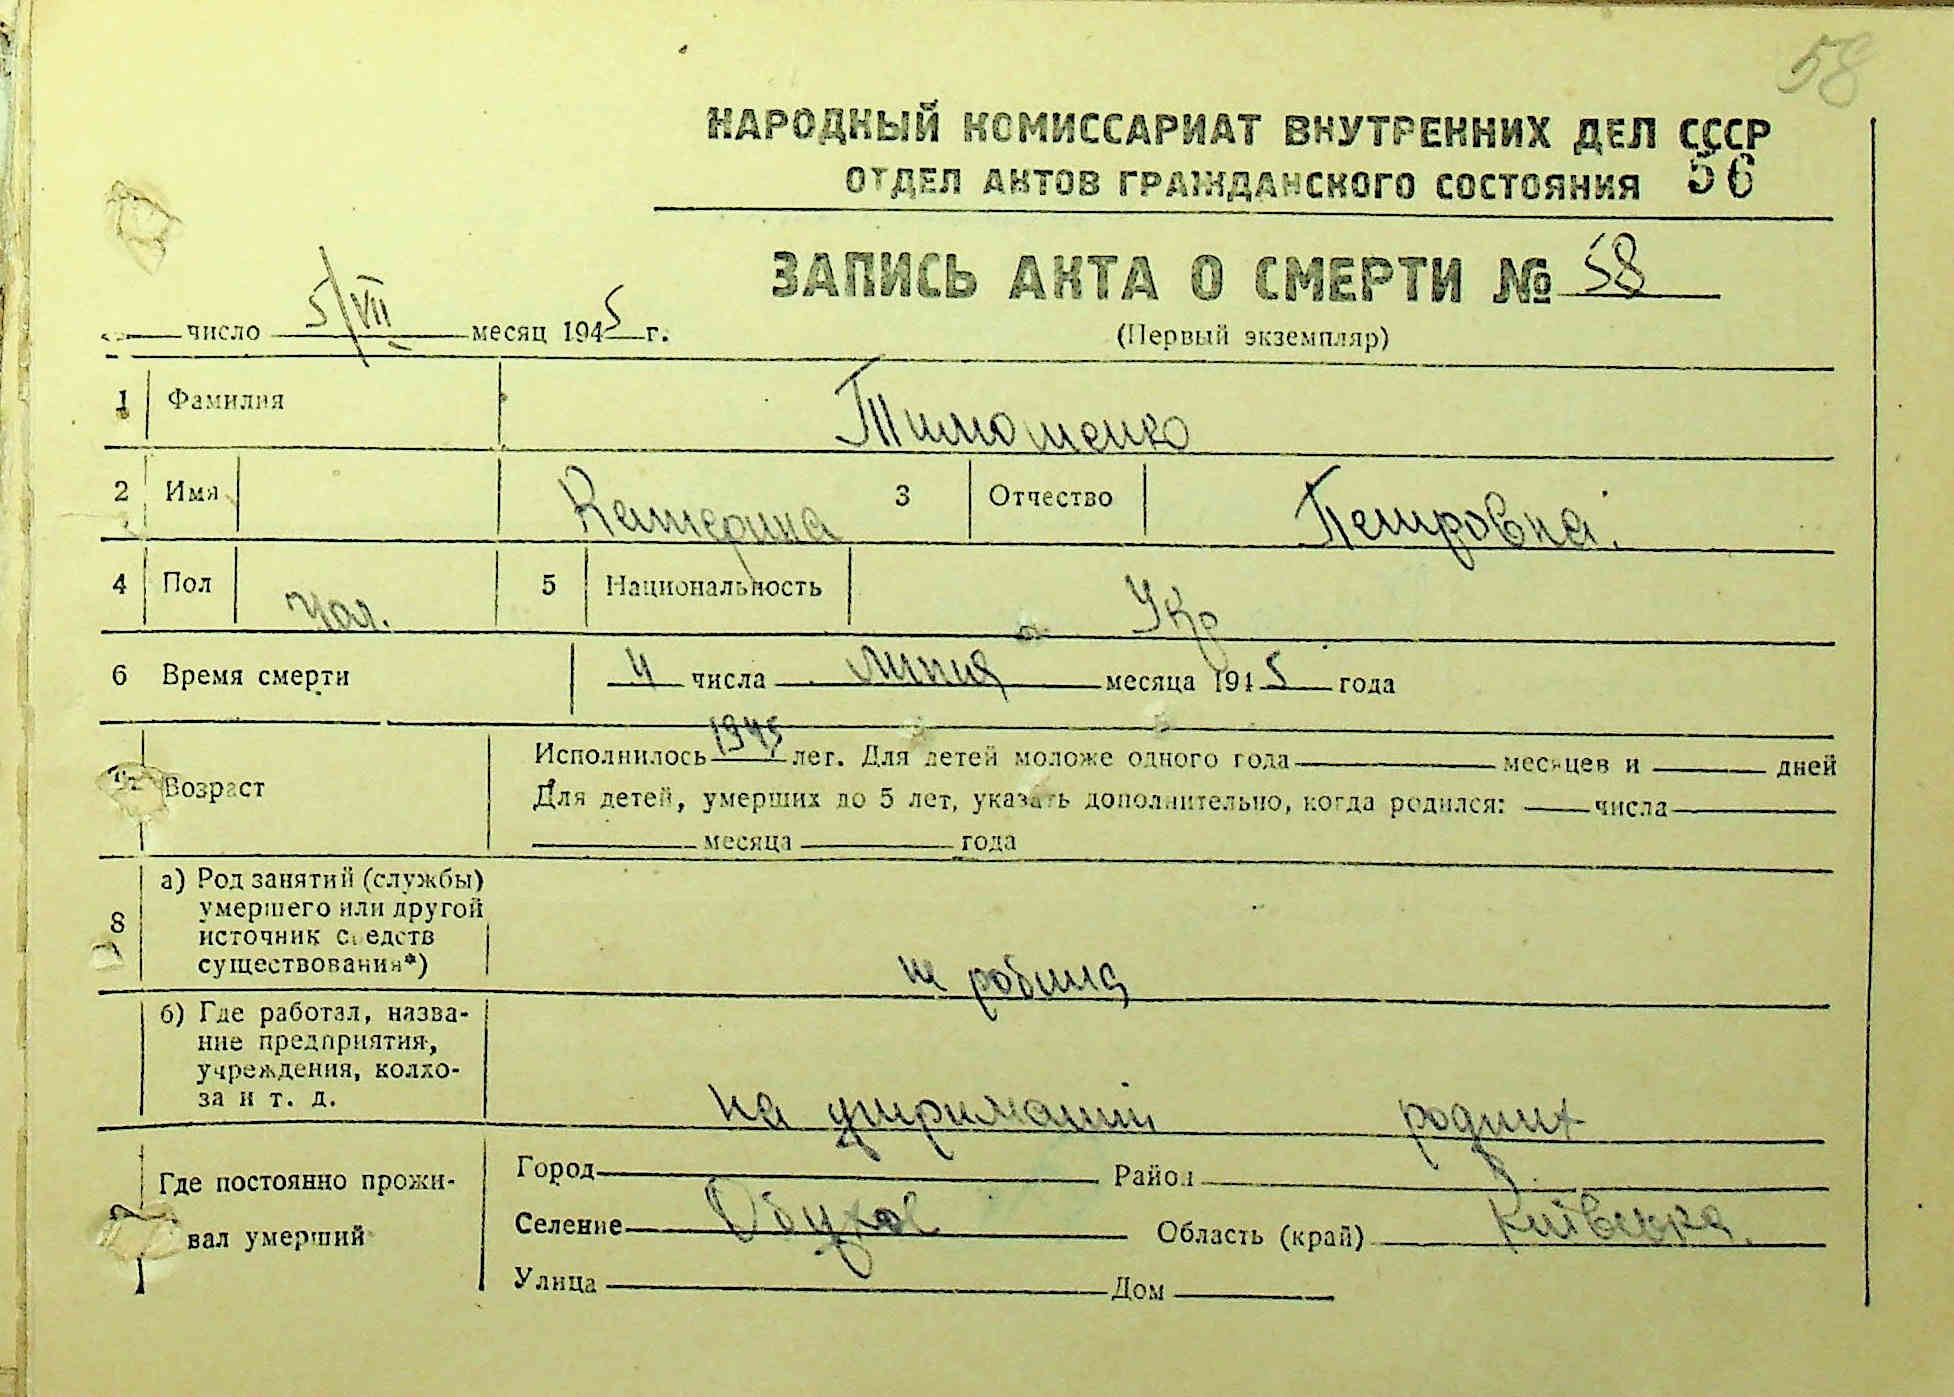 58
НАРОДНЫЙ КОМИССАРИАТ ВНУТРЕННИХ ДЕЛ СССР
ОТДЕЛ АКТОВ ГРАЖДАНСКОГО СОСТОЯНИЯ 56
ЗАПИСЬ АКТА О СМЕРТИ № 58
число 5/VII месяц 1945 г.
(Первый экземпляр)
1 Фамилия Тимошенко
2 Имя Катерина 3 Отчество Петровна.
4 Пол чол. 5 Национальность Укр
6 Время смерти 4 числа липня месяца 1945 года
Возраст
Исполнилось 1945 лет. Для детей моложе одного года месяцев и дней
Для детей, умерших до 5 лет, указать дополнительно, когда родился: числа
месяца года
8 а) Род занятий (службы)
умершего или другой
источник средств
существования*)
не робила
б) Где работал, назва-
ние предприятия,
учреждения, колхо-
за и т. д.
на утриманні родних
Где постоянно прожи-
вал умерший
Город Район
Селение Обухов Область (край) Київська.
Улица Дом